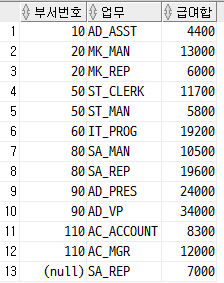 부서번호 업무 급여합
1 10 AD_ASST 4400
2 20 MK_MAN 13000
3 20 MK_REP 6000
4 50 ST_CLERK 11700
5 50 ST_MAN 5800
6 60 IT_PROG 19200
7 80 SA_MAN 10500
8 80 SA_REP 19600
9 90 AD_PRES 24000
10 90 AD_VP 34000
11 110 AC_ACCOUNT 8300
12 110 AC_MGR 12000
13 (null) SA_REP 7000